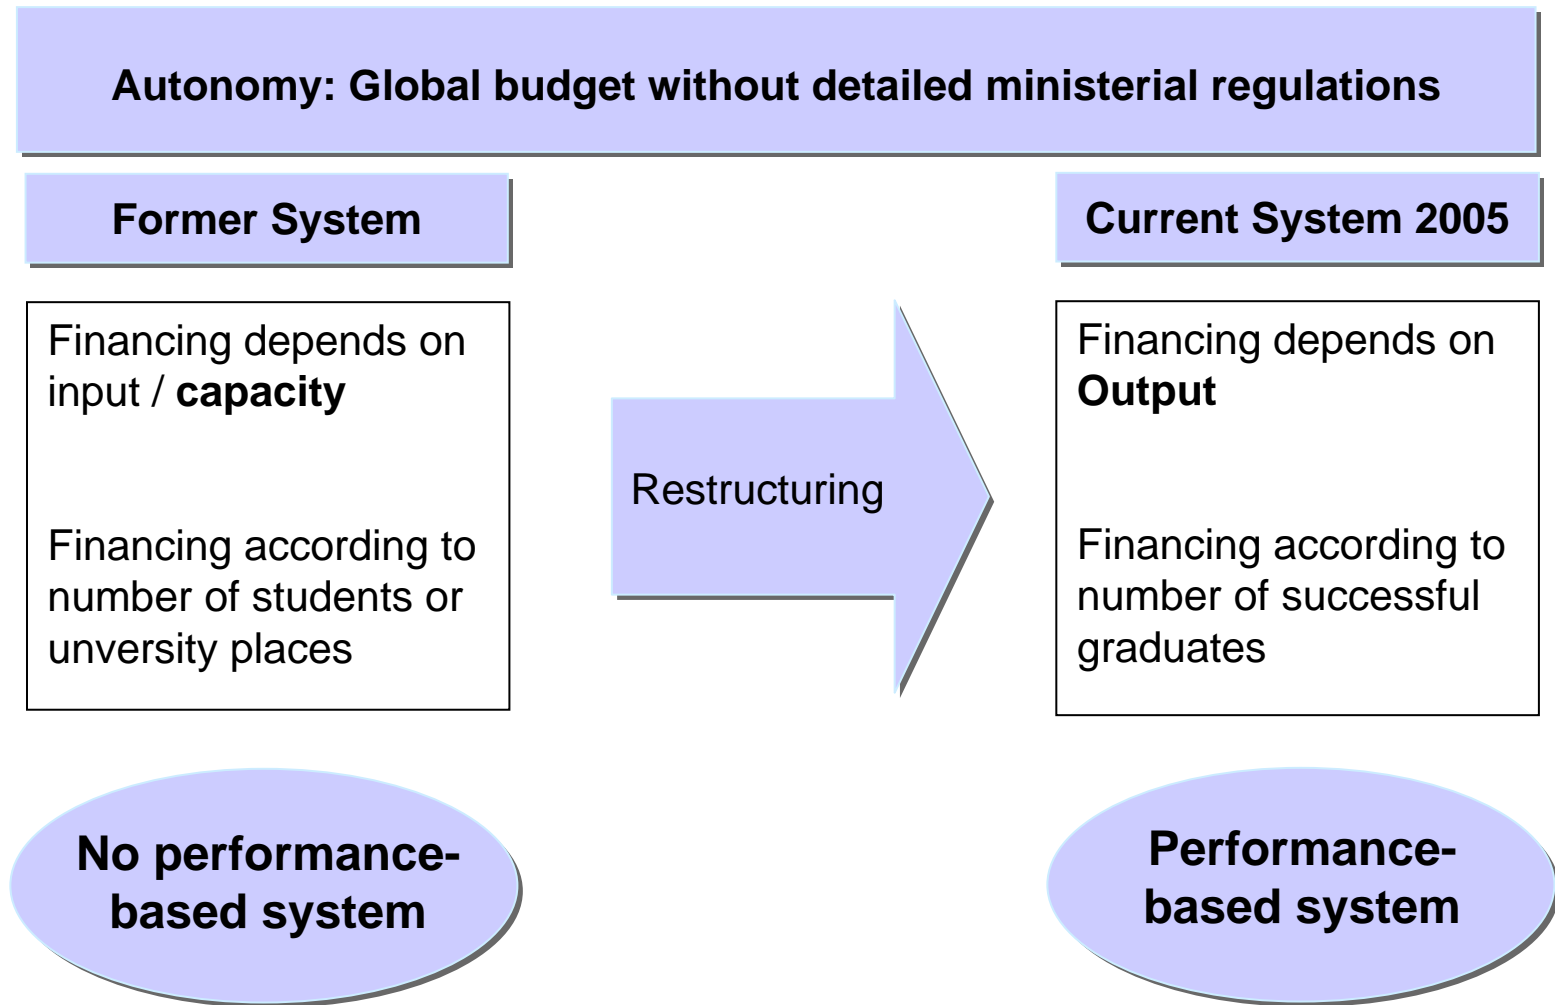 Autonomy: Global budget without detailed ministerial regulations
Former System
Financing depends on
input / capacity
Financing according to
number of students or
unversity places
No performance-
based system
Restructuring
Current System 2005
Financing depends on
Output
Financing according to
number of successful
graduates
Performance-
based system